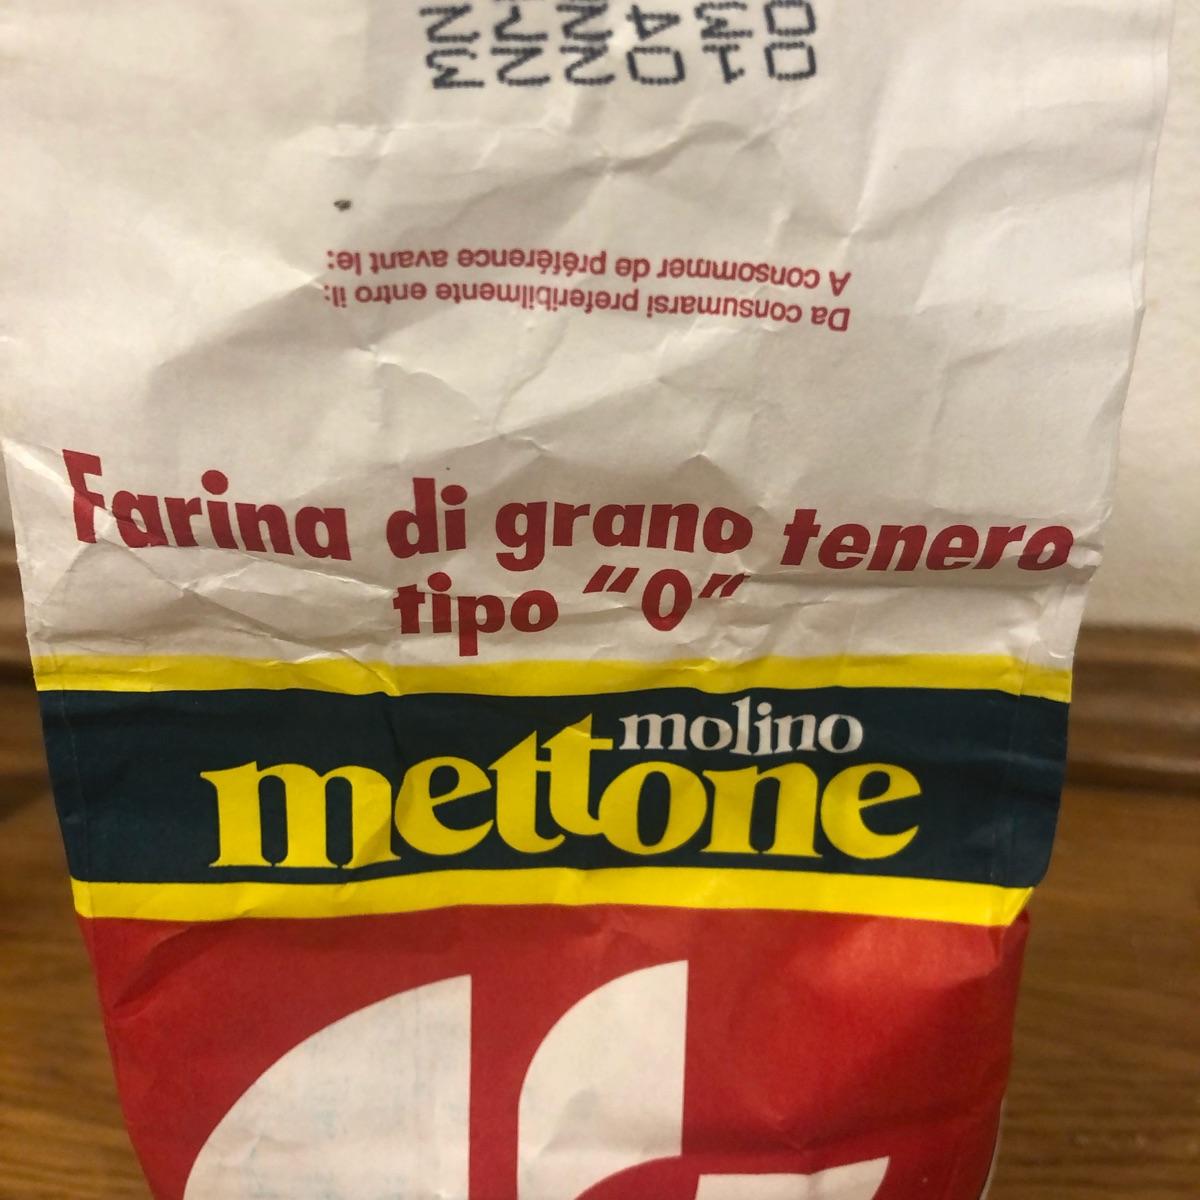 A consommer de préférence avant le:
Da consumarsi preferibilmente entro il:
Farina di grano tenero
tipo "0"
molino
mettone